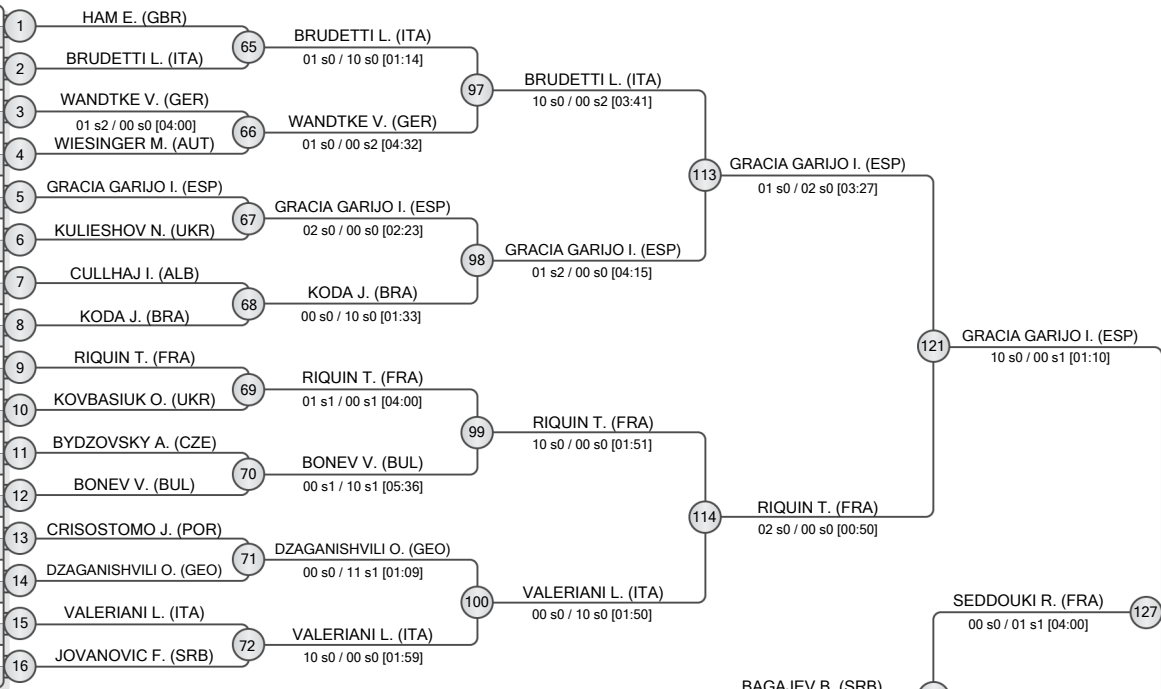 1
HAM E. (GBR)
65
BRUDETTI L. (ITA)
01 s0 / 10 s0 [01:14]
2
BRUDETTI L. (ITA)
97
BRUDETTI L. (ITA)
10 s0 / 00 s2 [03:41]
3
WANDTKE V. (GER)
01 s2 / 00 s0 [04:00]
66
WANDTKE V. (GER)
01 s0 / 00 s2 [04:32]
4
WIESINGER M. (AUT)
113
GRACIA GARIJO I. (ESP)
01 s0 / 02 s0 [03:27]
5
GRACIA GARIJO I. (ESP)
67
GRACIA GARIJO I. (ESP)
02 s0 / 00 s0 [02:23]
6
KULIESHOV N. (UKR)
98
GRACIA GARIJO I. (ESP)
01 s2 / 00 s0 [04:15]
7
CULLHAJ I. (ALB)
68
KODA J. (BRA)
00 s0 / 10 s0 [01:33]
8
KODA J. (BRA)
121
GRACIA GARIJO I. (ESP)
10 s0 / 00 s1 [01:10]
9
RIQUIN T. (FRA)
69
RIQUIN T. (FRA)
01 s1 / 00 s1 [04:00]
10
KOVBASIUK O. (UKR)
99
RIQUIN T. (FRA)
10 s0 / 00 s0 [01:51]
11
BYDZOVSKY A. (CZE)
70
BONEV V. (BUL)
00 s1 / 10 s1 [05:36]
12
BONEV V. (BUL)
114
RIQUIN T. (FRA)
02 s0 / 00 s0 [00:50]
13
CRISOSTOMO J. (POR)
71
DZAGANISHVILI O. (GEO)
00 s0 / 11 s1 [01:09]
14
DZAGANISHVILI O. (GEO)
100
VALERIANI L. (ITA)
00 s0 / 10 s0 [01:50]
15
VALERIANI L. (ITA)
72
VALERIANI L. (ITA)
10 s0 / 00 s0 [01:59]
16
JOVANOVIC F. (SRB)
SEDDOUKI R. (FRA)
00 s0 / 01 s1 [04:00]
127
BAGAJEV B. (SRB)